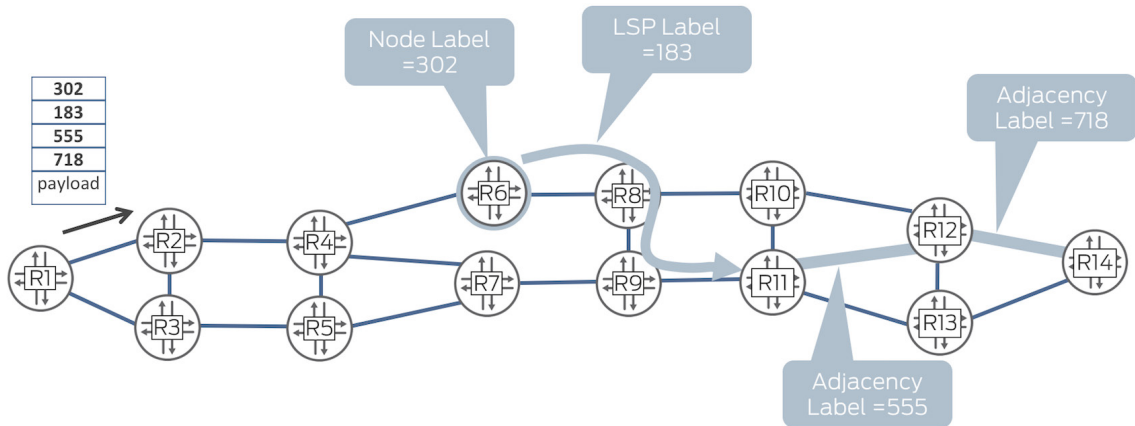 Node Label
=302
LSP Label
=183
302
183
555
718
payload
Adjacency
Label =718
R6
R8
R10
R2
R4
R12
R1
R7
R9
R11
R14
R3
R5
R13
Adjacency
Label =555